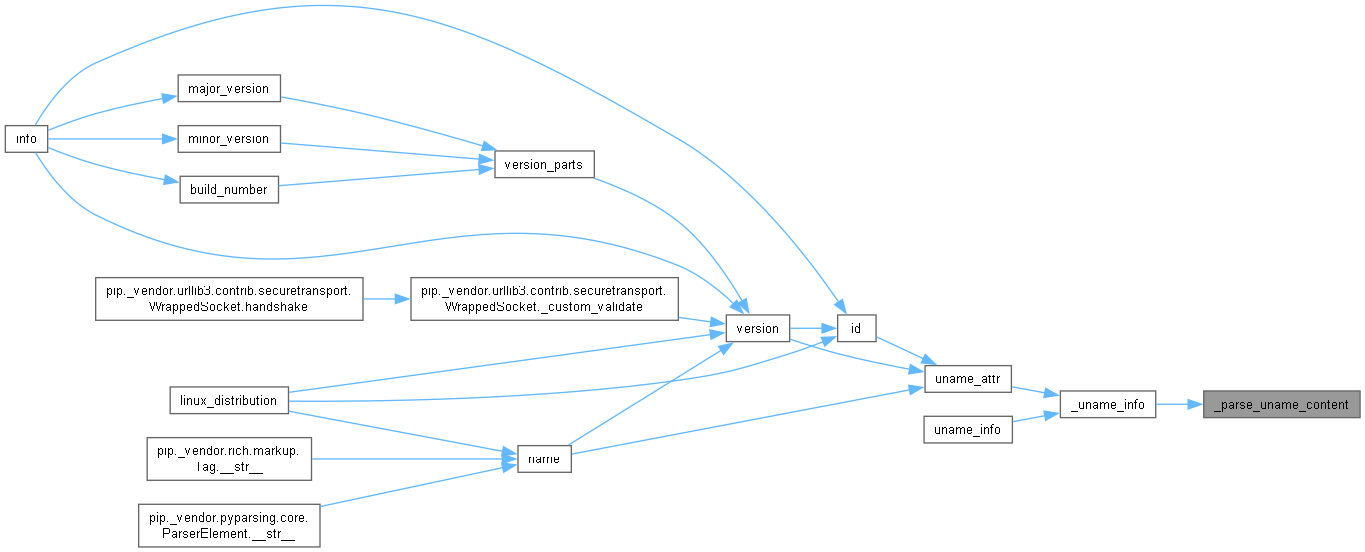 info
major_version
minor_version
build_number
version_parts
pip._vendor.urllib3.contrib.securetransport.
WrappedSocket.handshake
pip._vendor.urllib3.contrib.securetransport.
WrappedSocket._custom_validate
version
id
linux_distribution
uname_attr
_uname_info
_parse_uname_content
uname_info
name
pip._vendor.rich.markup.
Tag.__str__
pip._vendor.pyparsing.core.
ParserElement.__str__